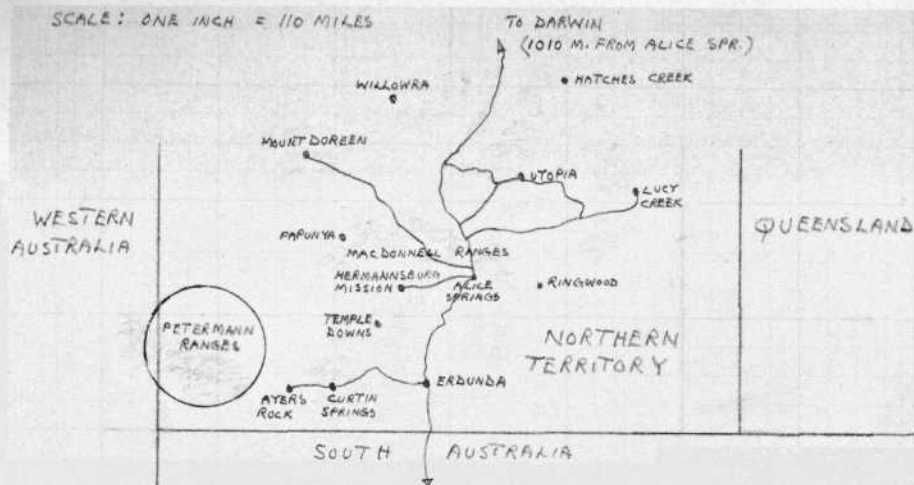 SCALE: ONE INCH = 110 MILES
TO DARWIN
(1010 M. FROM ALICE SPR.)
HATCHES CREEK
WILLOWRA
MOUNT DOREEN
UTOPIA
LUCY
CREEK
WESTERN
AUSTRALIA
QUEENSLAND
PAPUNYA
MACDONNELL RANGES
HERMANNSBURG
MISSION
ALICE
SPRINGS
RINGWOOD
TEMPLE
DOWNS
PETERMANN
RANGES
NORTHERN
TERRITORY
AYERS
ROCK
CURTIN
SPRINGS
ERDUNDA
SOUTH AUSTRALIA